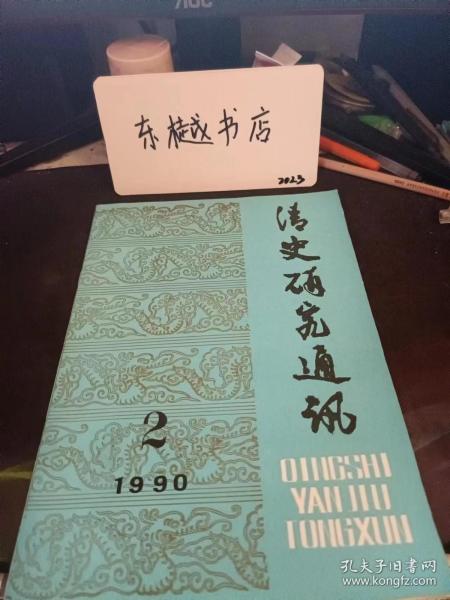 AOC
东樾书店
2023
清史研究通讯
2
1990
QINGSHI
YANJIU
TONGXUN
孔夫子旧书网
www.kongfz.com